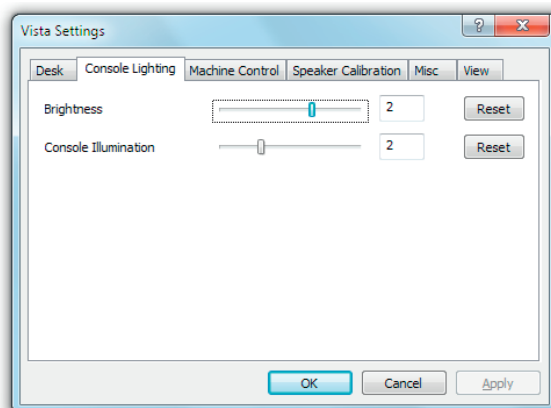 Vista Settings ? X
Desk Console Lighting Machine Control Speaker Calibration Misc View
Brightness 2 Reset
Console Illumination 2 Reset
OK Cancel Apply